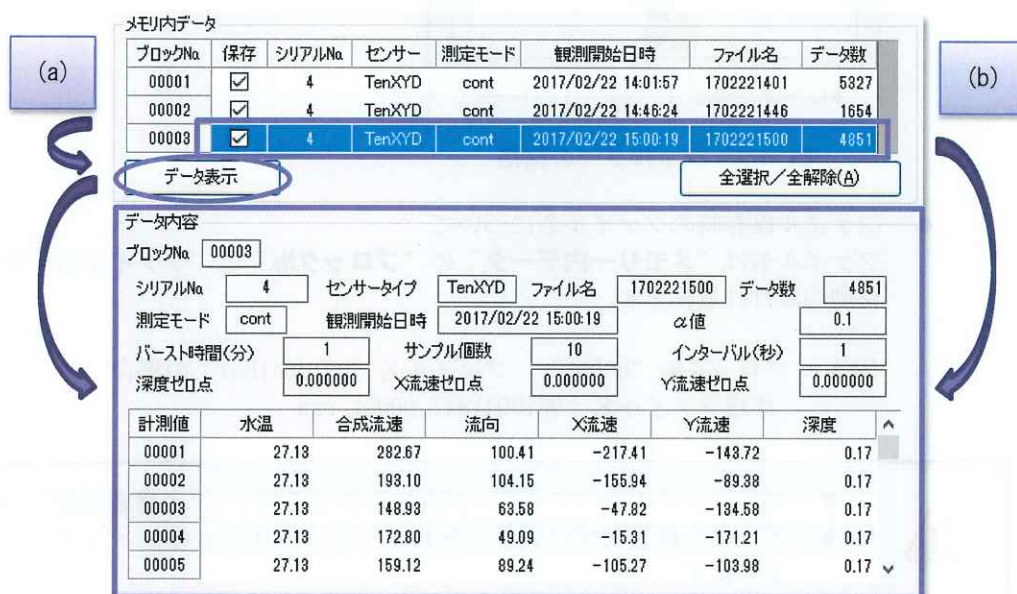 メモリ内データ
ブロックNo. 保存 シリアルNo. センサー 測定モード 観測開始日時 ファイル名 データ数
00001 4 TenXYD cont 2017/02/22 14:01:57 1702221401 5327
00002 4 TenXYD cont 2017/02/22 14:46:24 1702221446 1654
00003 4 TenXYD cont 2017/02/22 15:00:19 1702221500 4851
(a)
(b)
データ表示 全選択/全解除(A)
データ内容
ブロックNo. 00003
シリアルNo. 4 センサータイプ TenXYD ファイル名 1702221500 データ数 4851
測定モード cont 観測開始日時 2017/02/22 15:00:19 α値 0.1
バースト時間(分) 1 サンプル個数 10 インターバル(秒) 1
深度ゼロ点 0.000000 X流速ゼロ点 0.000000 Y流速ゼロ点 0.000000
計測値 水温 合成流速 流向 X流速 Y流速 深度
00001 27.13 282.67 100.41 -217.41 -143.72 0.17
00002 27.13 193.10 104.15 -155.94 -89.38 0.17
00003 27.13 148.93 63.58 -47.82 -134.58 0.17
00004 27.13 172.80 49.09 -15.31 -171.21 0.17
00005 27.13 159.12 89.24 -105.27 -103.98 0.17